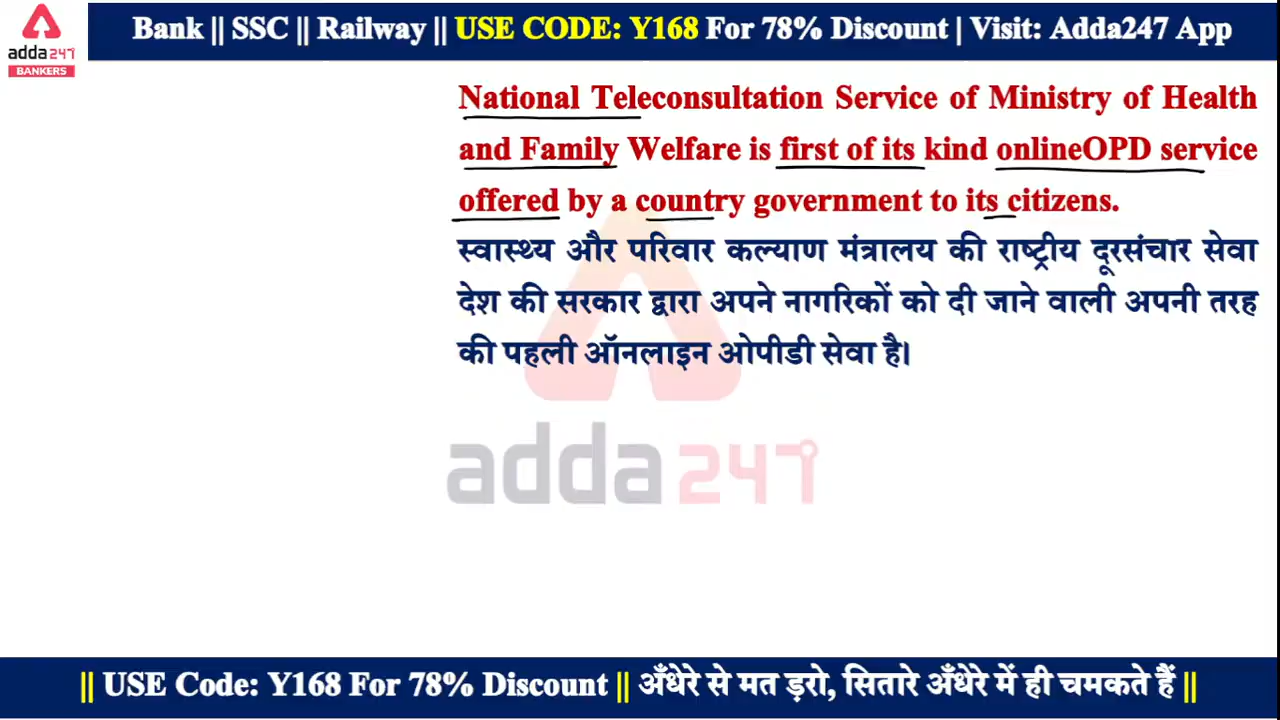 Bank || SSC || Railway || USE CODE: Y168 For 78% Discount | Visit: Adda247 App
adda247
BANKERS
National Teleconsultation Service of Ministry of Health
and Family Welfare is first of its kind onlineOPD service
offered by a country government to its citizens.
स्वास्थ्य और परिवार कल्याण मंत्रालय की राष्ट्रीय दूरसंचार सेवा
देश की सरकार द्वारा अपने नागरिकों को दी जाने वाली अपनी तरह
की पहली ऑनलाइन ओपीडी सेवा है।
adda247
|| USE Code: Y168 For 78% Discount || अँधेरे से मत ड़रो, सितारे अँधेरे में ही चमकते हैं ||